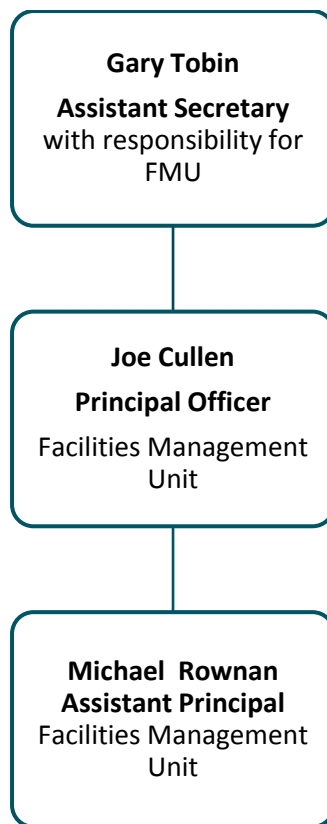 Gary Tobin
Assistant Secretary
with responsibility for
FMU
Joe Cullen
Principal Officer
Facilities Management
Unit
Michael  Rownan
Assistant Principal
Facilities Management
Unit